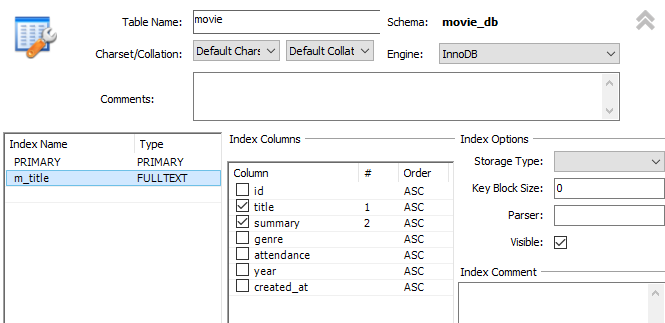 Table Name: movie Schema: movie_db
Charset/Collation: Default Chars Default Collat Engine: InnoDB
Comments:
Index Name Type
PRIMARY PRIMARY
m_title FULLTEXT
Index Columns
Column # Order
id ASC
title 1 ASC
summary 2 ASC
genre ASC
attendance ASC
year ASC
created_at ASC
Index Options
Storage Type:
Key Block Size: 0
Parser:
Visible:
Index Comment